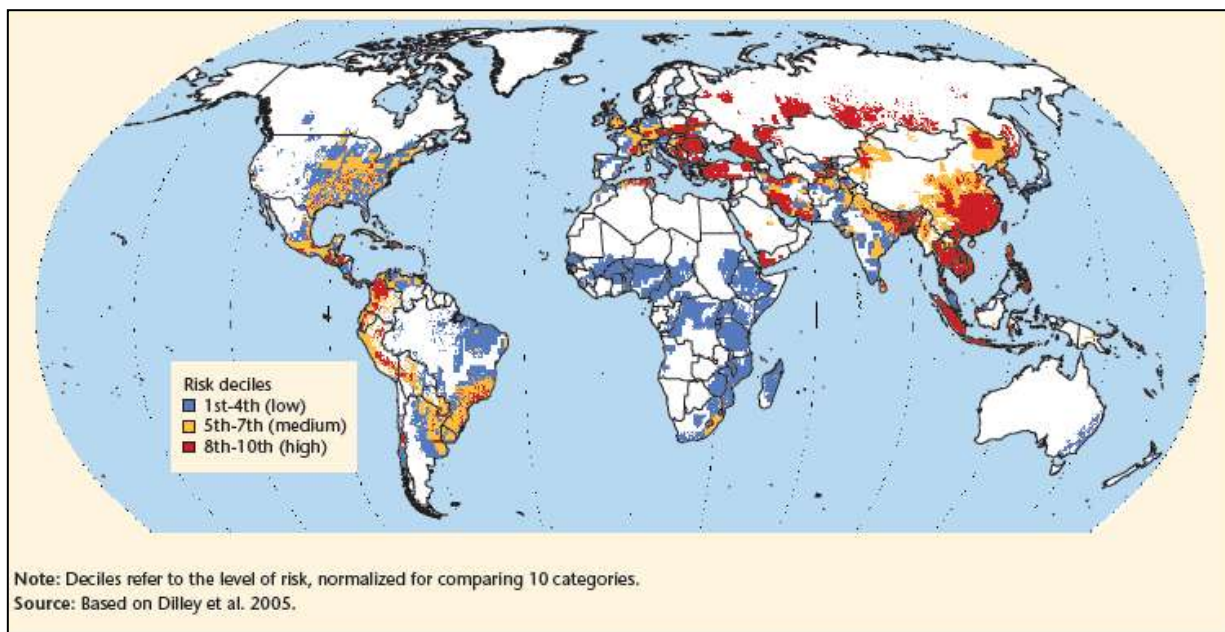 Risk deciles
1st-4th (low)
5th-7th (medium)
8th-10th (high)
Note: Deciles refer to the level of risk, normalized for comparing 10 categories.
Source: Based on Dilley et al. 2005.